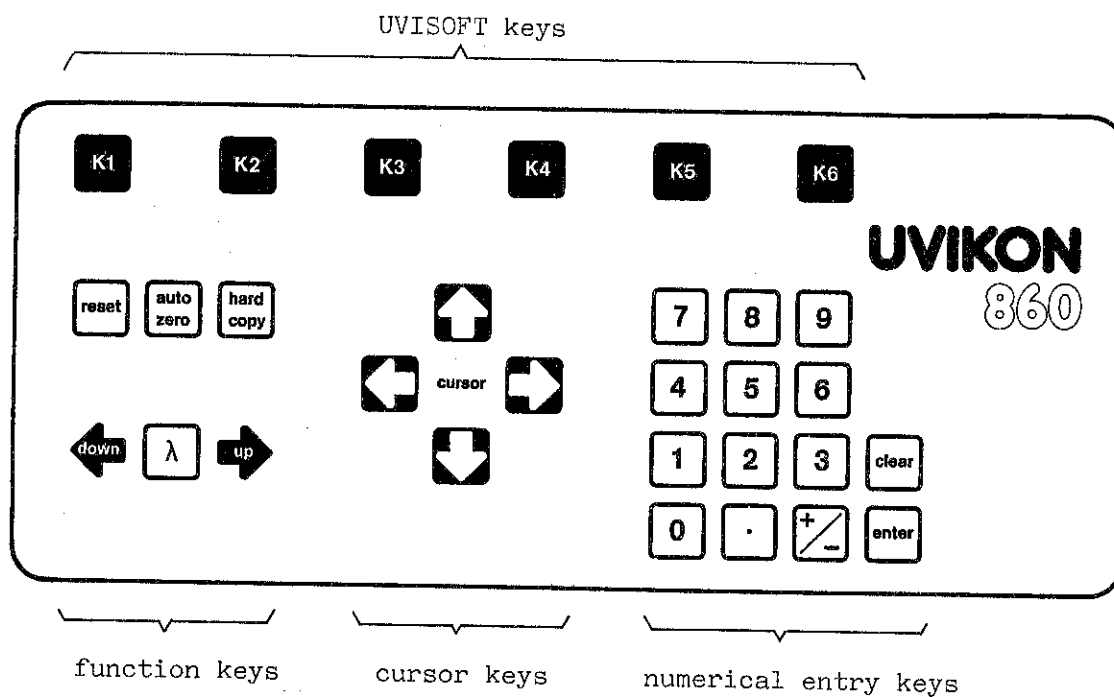 UVISOFT keys
K1 K2 K3 K4 K5 K6
UVIKON
860
reset
auto
zero
hard
copy
cursor
down λ up
7 8 9
4 5 6
1 2 3 clear
0 . +/- enter
function keys
cursor keys
numerical entry keys